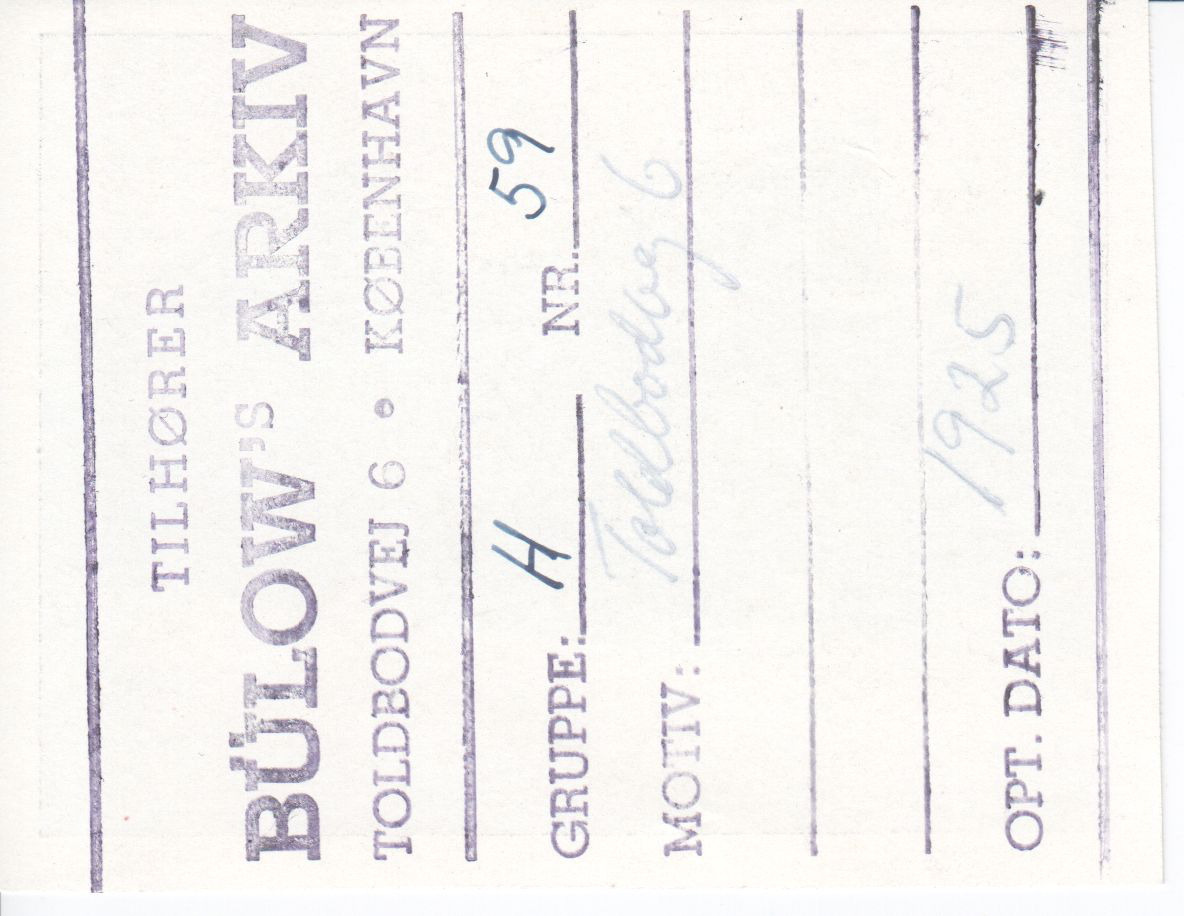 TILHØRER
BÜLOW'S ARKIV
TOLDBODVEJ 6 • KØBENHAVN
GRUPPE: H NR. 59
MOTIV: Toldbodvej 6.
OPT. DATO: 1925